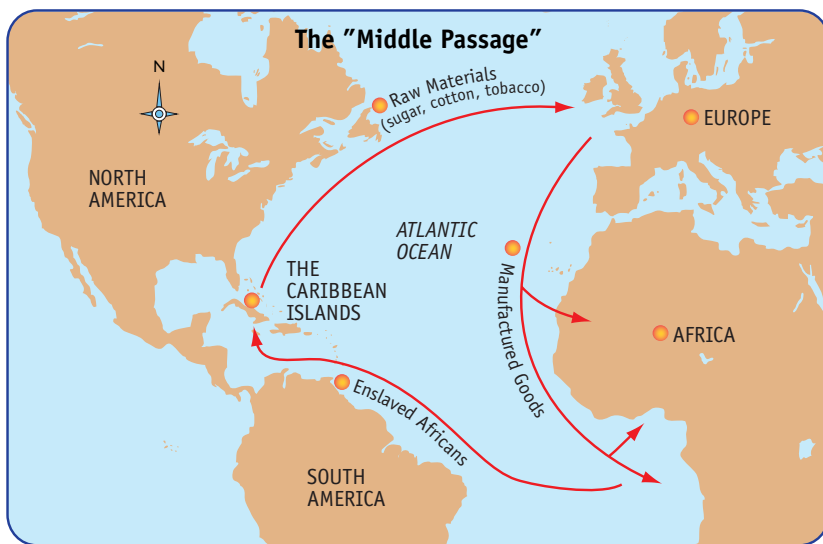 The "Middle Passage"
N
Raw Materials
(sugar, cotton, tobacco)
EUROPE
NORTH
AMERICA
ATLANTIC
OCEAN
THE
CARIBBEAN
ISLANDS
Manufactured Goods
AFRICA
Enslaved Africans
SOUTH
AMERICA